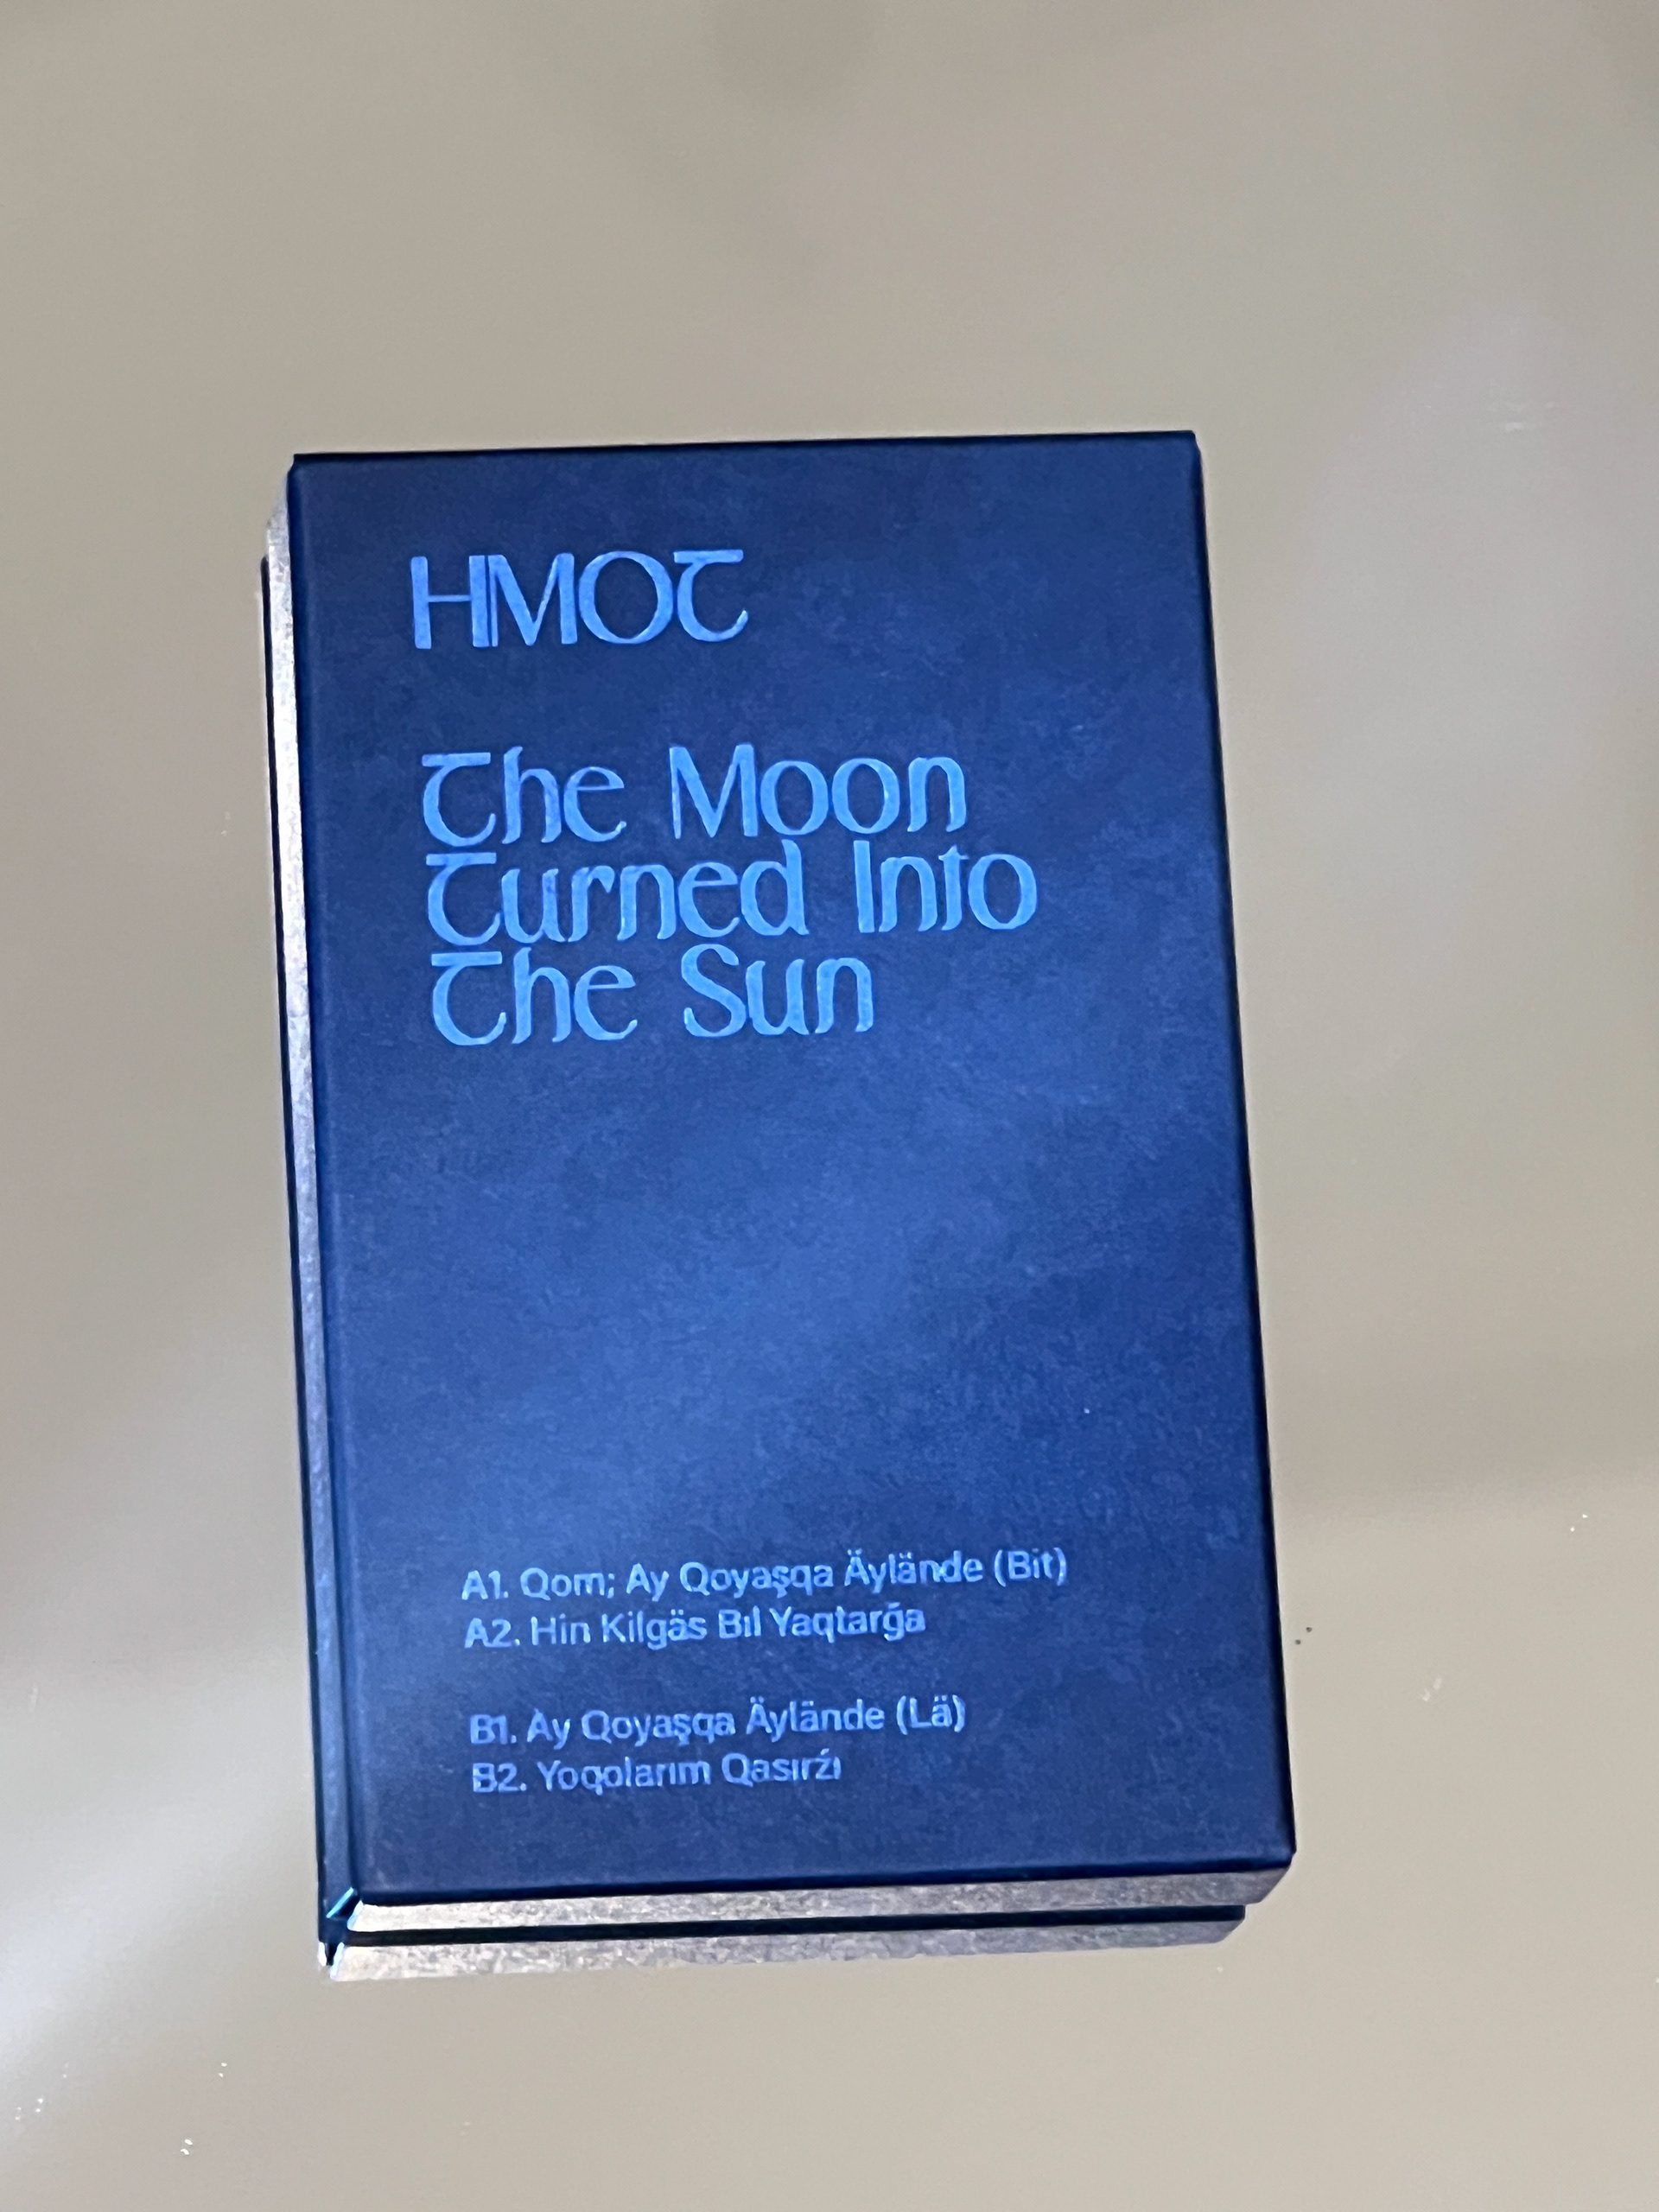 HMOT
The Moon
Turned Into
The Sun
A1. Qom; Ay Qoyaşqa Äylände (Bit)
A2. Hin Kilgäs Bıl Yaqtarğa
B1. Ay Qoyaşqa Äylände (Lä)
B2. Yoqolarım Qasırźı